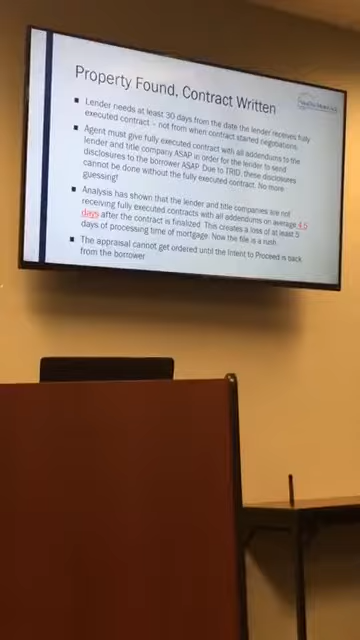 Property Found, Contract Written
▪ Lender needs at least 30 days from the date the lender receives fully
executed contract - not from when contract started negotiations.
▪ Agent must give fully executed contract with all addendums to the
lender and title company ASAP in order for the lender to send
disclosures to the borrower ASAP. Due to TRID, these disclosures
cannot be done without the fully executed contract. No more
guessing!
▪ Analysis has shown that the lender and title companies are not
receiving fully executed contracts with all addendums on average 4.5
days after the contract is finalized. This creates a loss of at least 5
days of processing time of mortgage. Now the file is a rush.
▪ The appraisal cannot get ordered until the Intent to Proceed is back
from the borrower